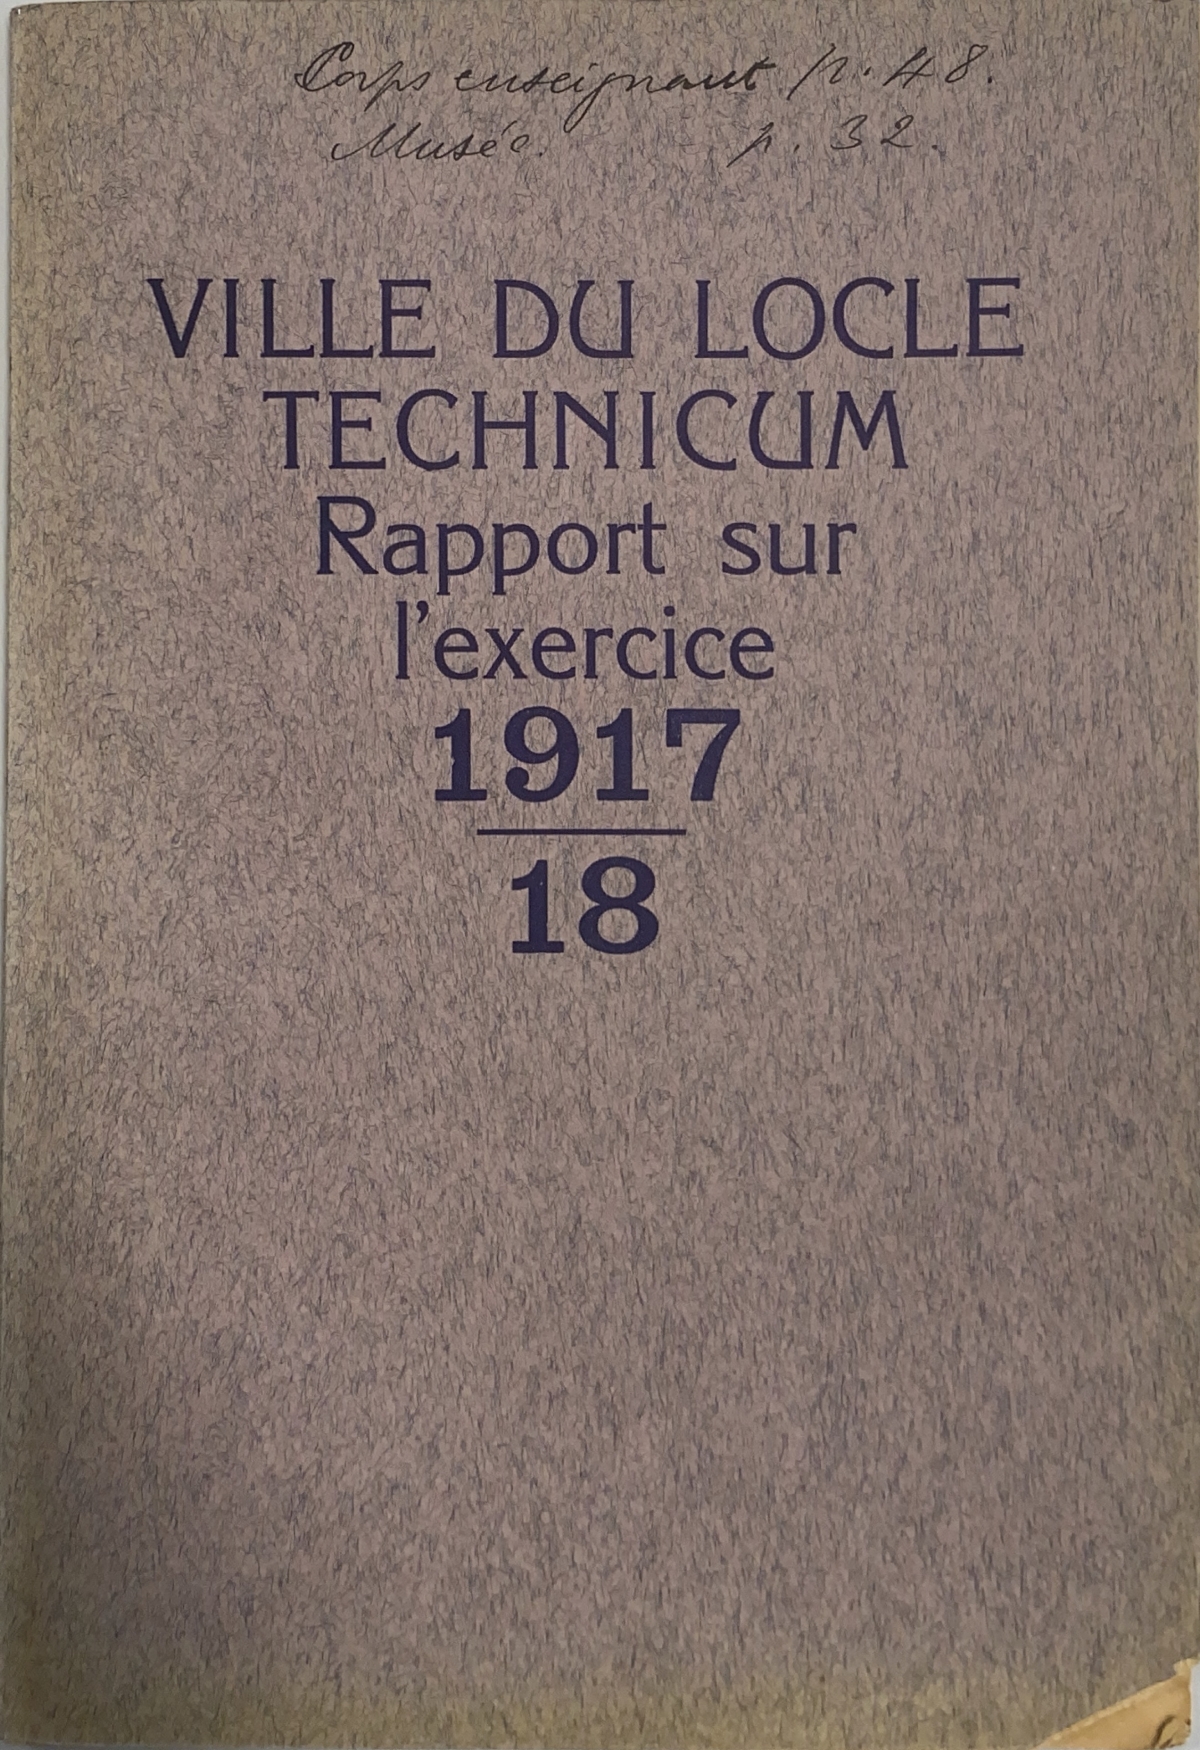 Corps enseignant p. 48.
Musée. p. 32.
VILLE DU LOCLE
TECHNICUM
Rapport sur
l'exercice
1917
18